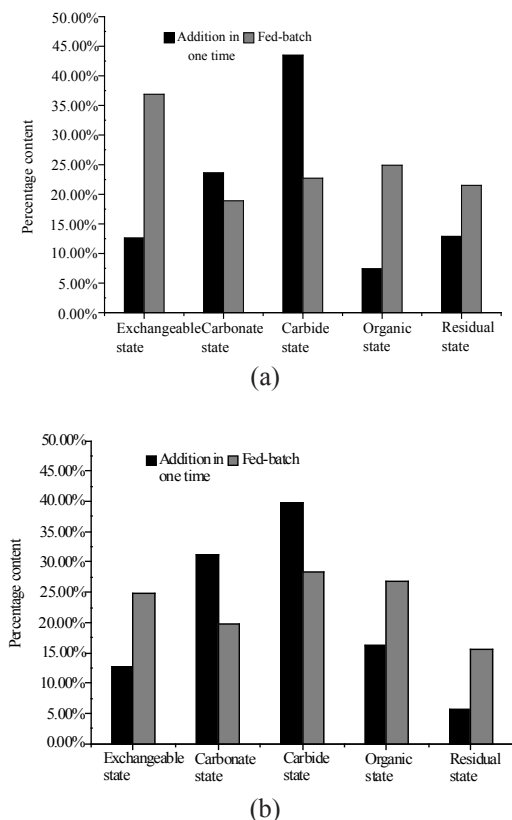 50.00%
45.00%
40.00%
35.00%
30.00%
25.00%
20.00%
15.00%
10.00%
5.00%
0.00%
Percentage content
Addition in
one time
Fed-batch
Exchangeable Carbonate Carbide Organic Residual
state state state state state
(a)
50.00%
45.00%
40.00%
35.00%
30.00%
25.00%
20.00%
15.00%
10.00%
5.00%
0.00%
Percentage content
Addition in
one time
Fed-batch
Exchangeable Carbonate Carbide Organic Residual
state state state state state
(b)